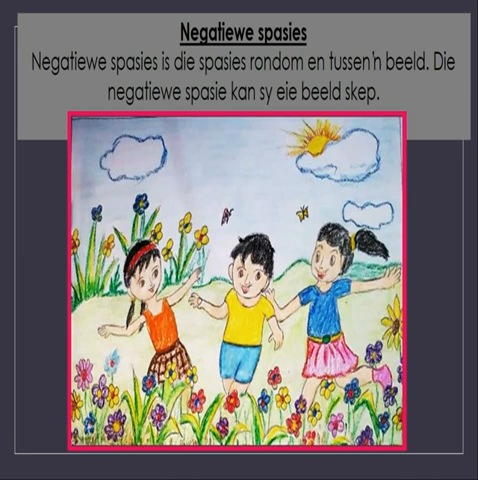 Negatiewe spasies
Negatiewe spasies is die spasies rondom en tussen 'n beeld. Die
negatiewe spasie kan sy eie beeld skep.